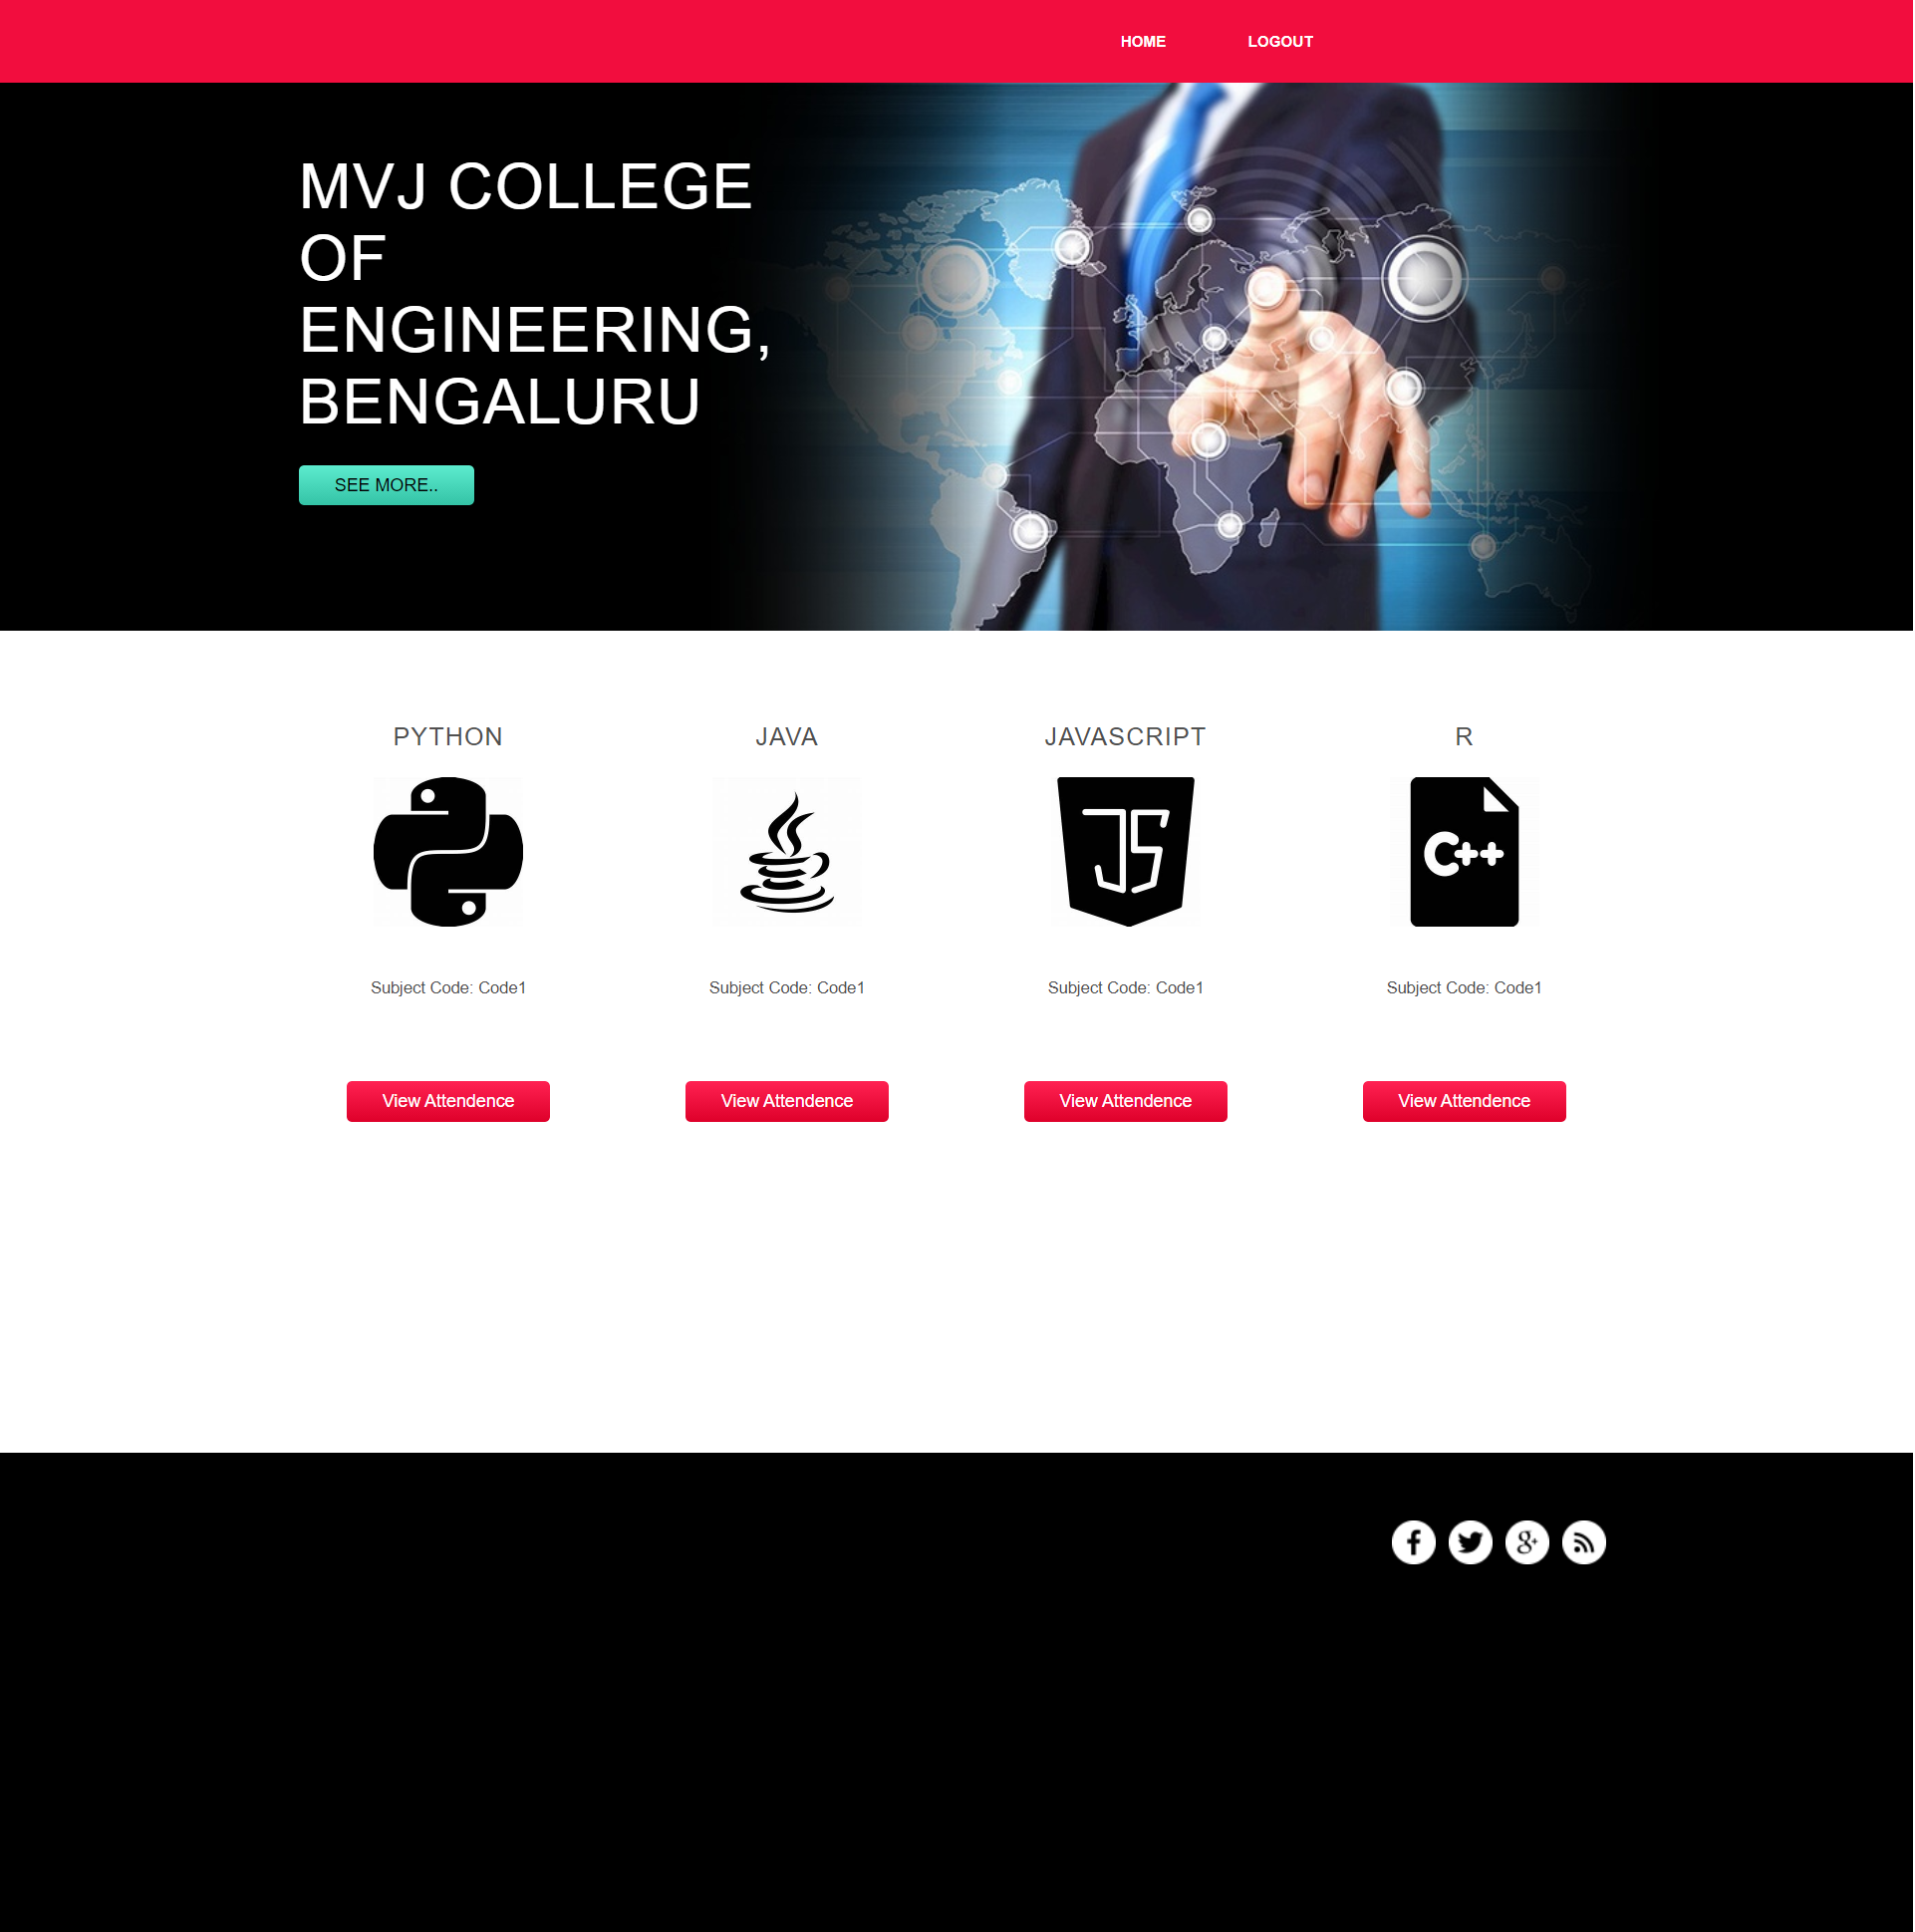 HOME LOGOUT
MVJ COLLEGE
OF
ENGINEERING,
BENGALURU
SEE MORE..
PYTHON JAVA JAVASCRIPT R
JS C++
Subject Code: Code1 Subject Code: Code1 Subject Code: Code1 Subject Code: Code1
View Attendence View Attendence View Attendence View Attendence
f g+